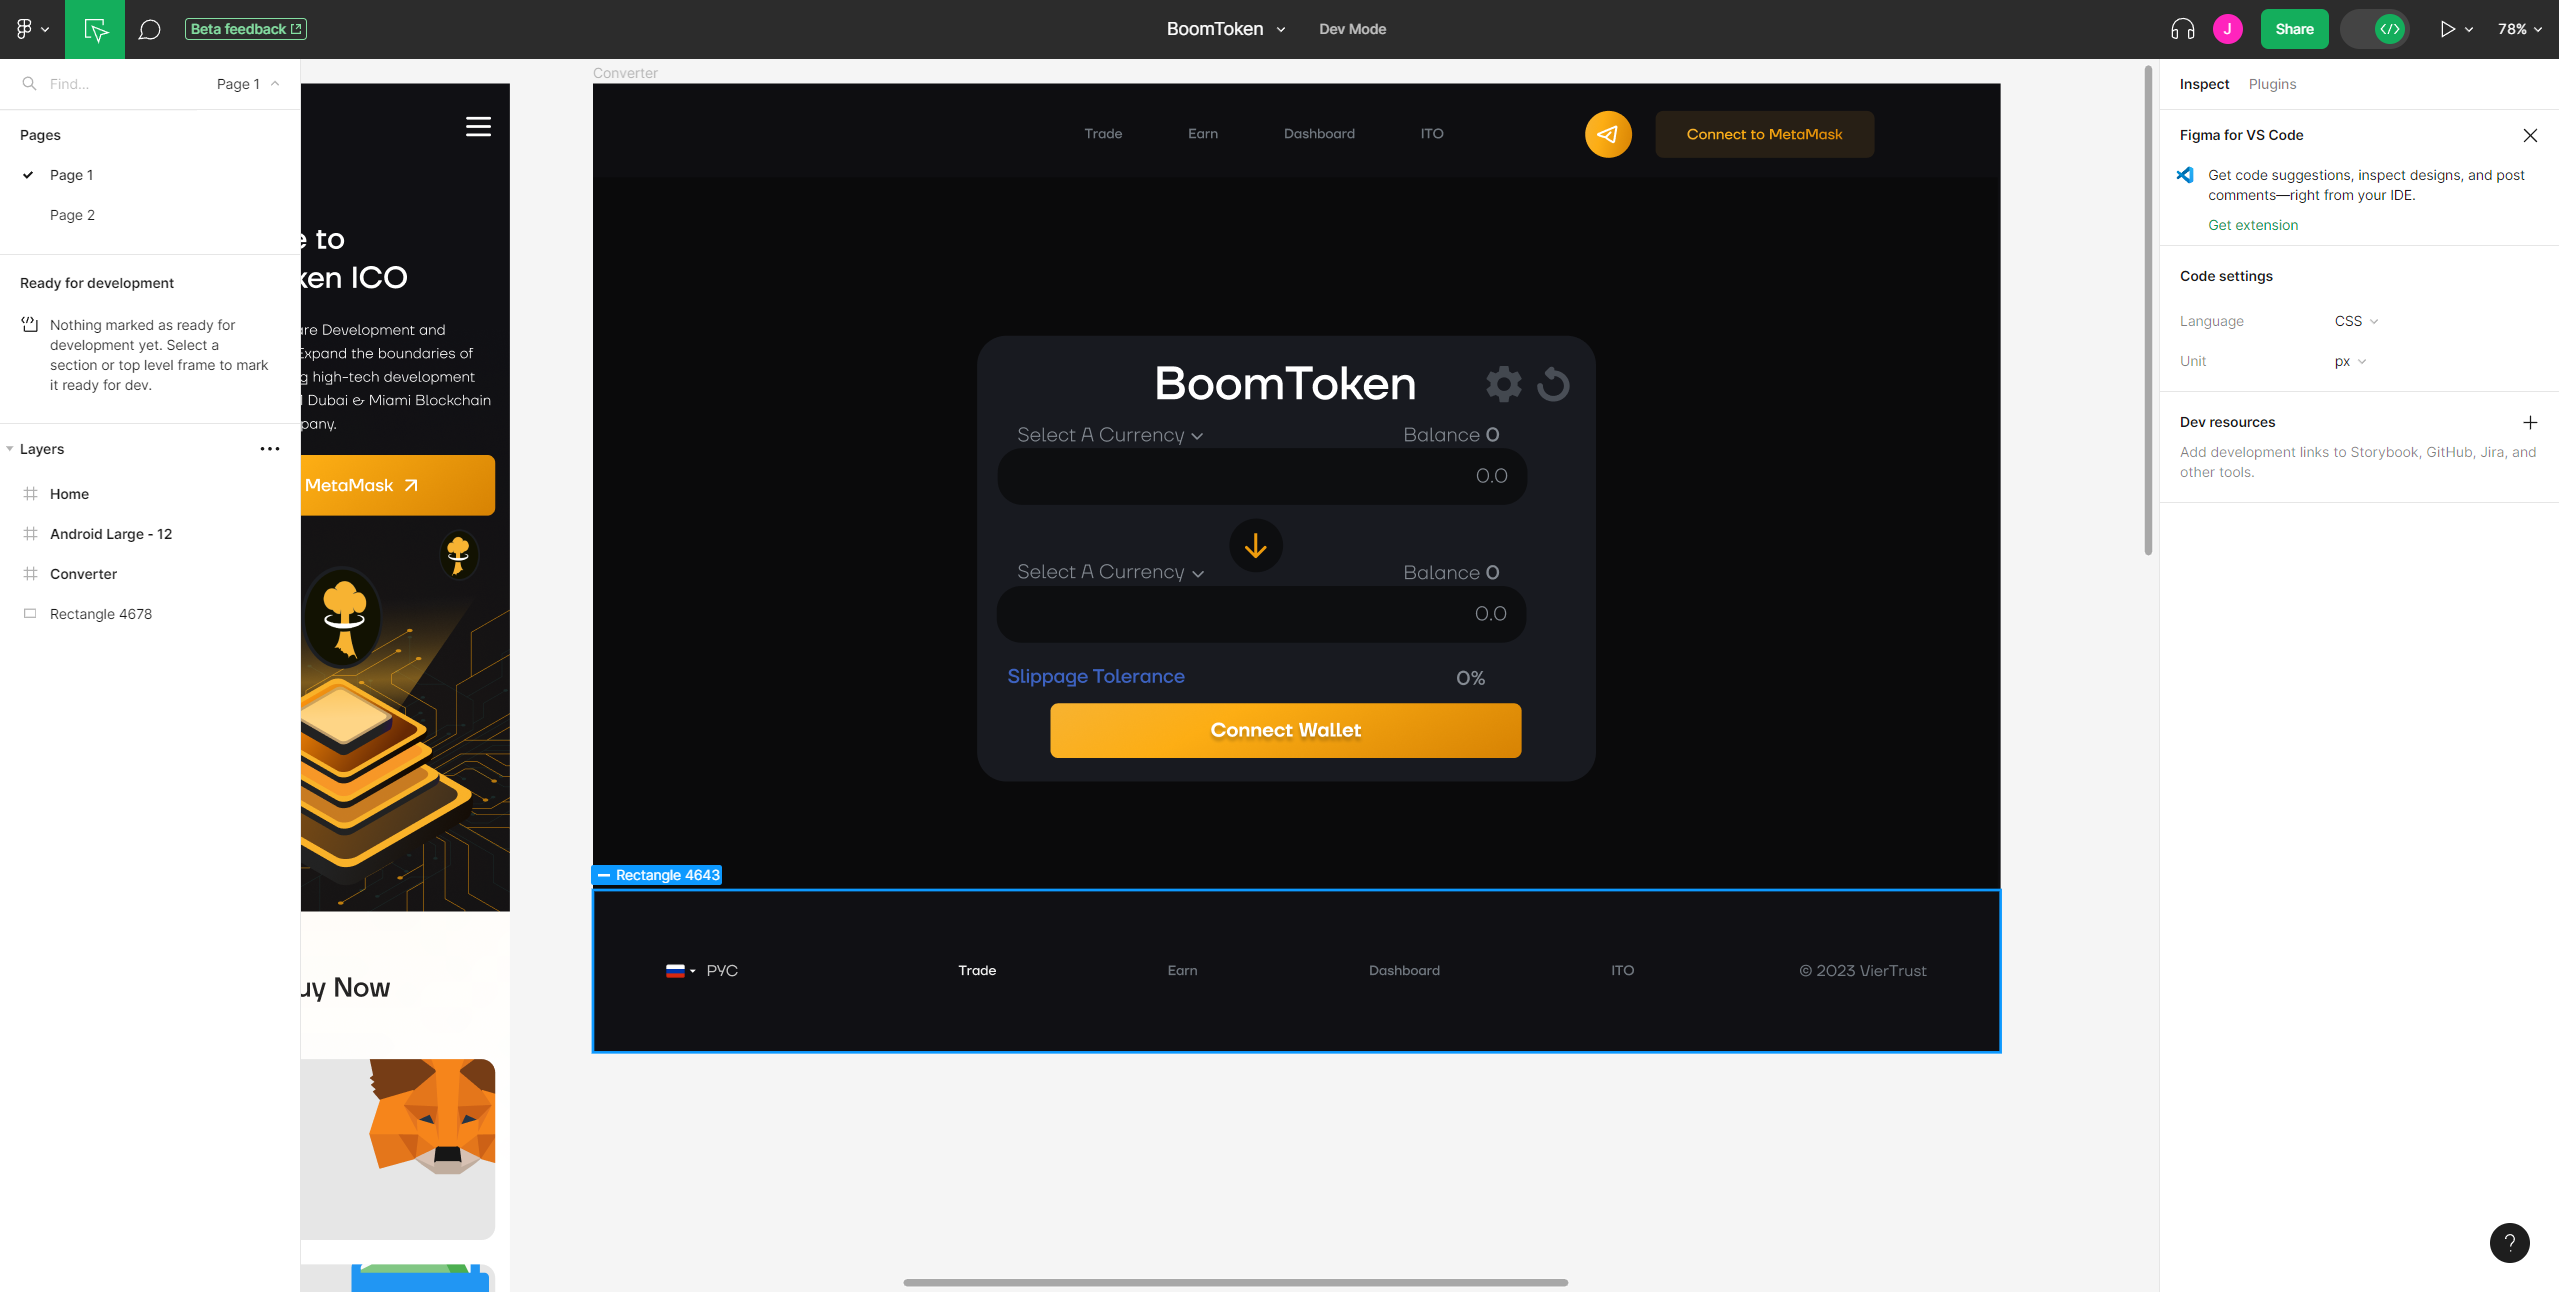 Beta feedback
BoomToken
Dev Mode
J
Share
78%
Find...
Page 1
Pages
Page 1
Page 2
Ready for development
Nothing marked as ready for
development yet. Select a
section or top level frame to mark
it ready for dev.
Layers
Home
Android Large - 12
Converter
Rectangle 4678
e to
ken ICO
are Development and
Expand the boundaries of
g high-tech development
Dubai & Miami Blockchain
pany.
MetaMask
uy Now
Converter
Trade
Earn
Dashboard
ITO
Connect to MetaMask
BoomToken
Select A Currency
Balance 0
0.0
Select A Currency
Balance 0
0.0
Slippage Tolerance
0%
Connect Wallet
Rectangle 4643
РУС
Trade
Earn
Dashboard
ITO
© 2023 VierTrust
Inspect
Plugins
Figma for VS Code
Get code suggestions, inspect designs, and post
comments—right from your IDE.
Get extension
Code settings
Language
CSS
Unit
px
Dev resources
Add development links to Storybook, GitHub, Jira, and
other tools.
?